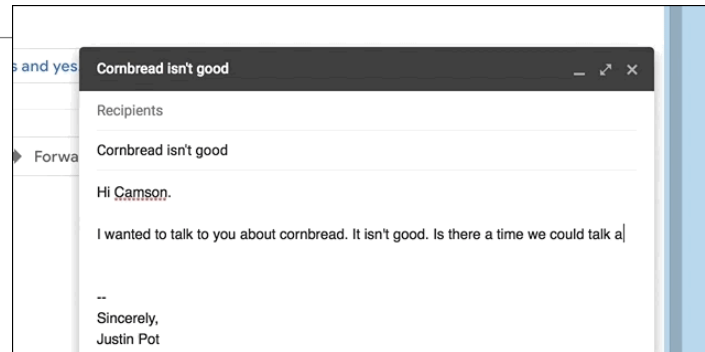 Cornbread isn't good
s and yes
Recipients
Cornbread isn't good
Forwa
Hi Camson.
I wanted to talk to you about cornbread. It isn't good. Is there a time we could talk a
--
Sincerely,
Justin Pot